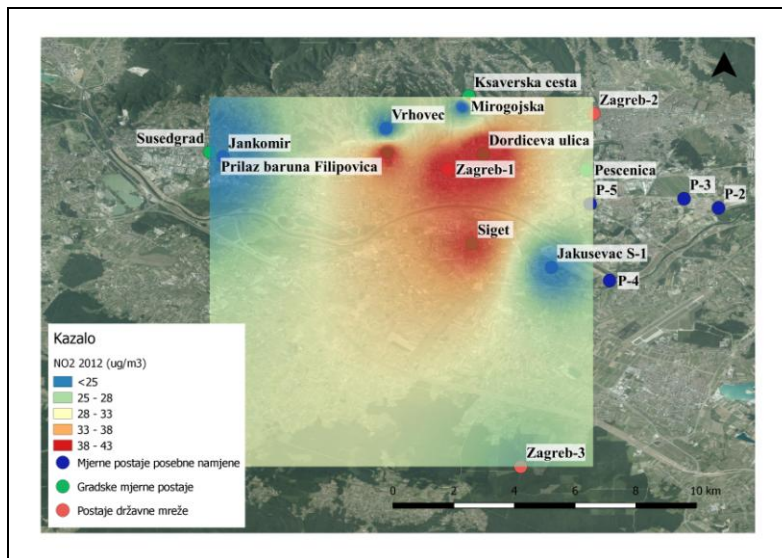 Ksaverska cesta
Mirogojska
Zagreb-2
Vrhovec
Susedgrad
Dordiceva ulica
Jankomir
Prilaz baruna Filipovica
Zagreb-1
Pescenica
P-5
P-3
P-2
Siget
Jakusevac S-1
P-4
Kazalo
NO2 2012 (ug/m3)
<25
25 - 28
28 - 33
33 - 38
38 - 43
Mjerne postaje posebne namjene
Gradske mjerne postaje
Postaje državne mreže
Zagreb-3
0 2 4 6 8 10 km